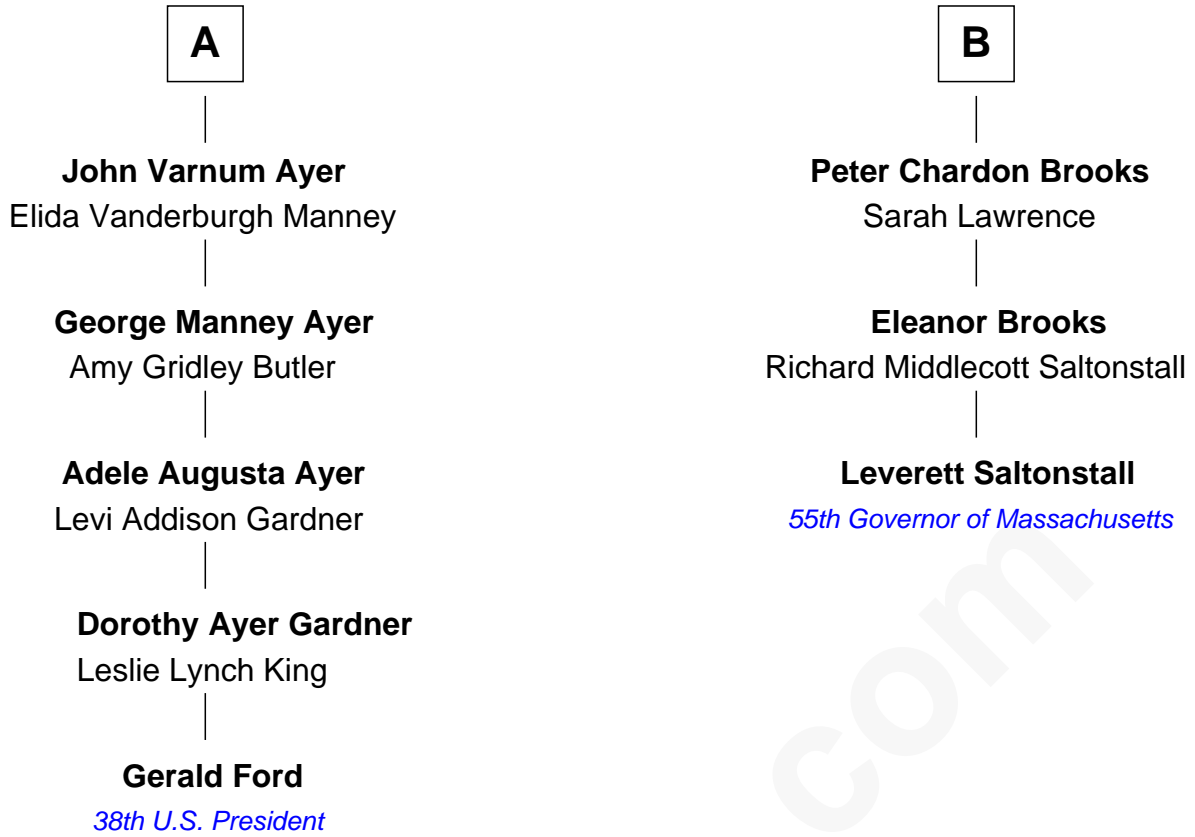 A
John Varnum Ayer
Elida Vanderburgh Manney
George Manney Ayer
Amy Gridley Butler
Adele Augusta Ayer
Levi Addison Gardner
Dorothy Ayer Gardner
Leslie Lynch King
Gerald Ford
38th U.S. President
B
Peter Chardon Brooks
Sarah Lawrence
Eleanor Brooks
Richard Middlecott Saltonstall
Leverett Saltonstall
55th Governor of Massachusetts
com